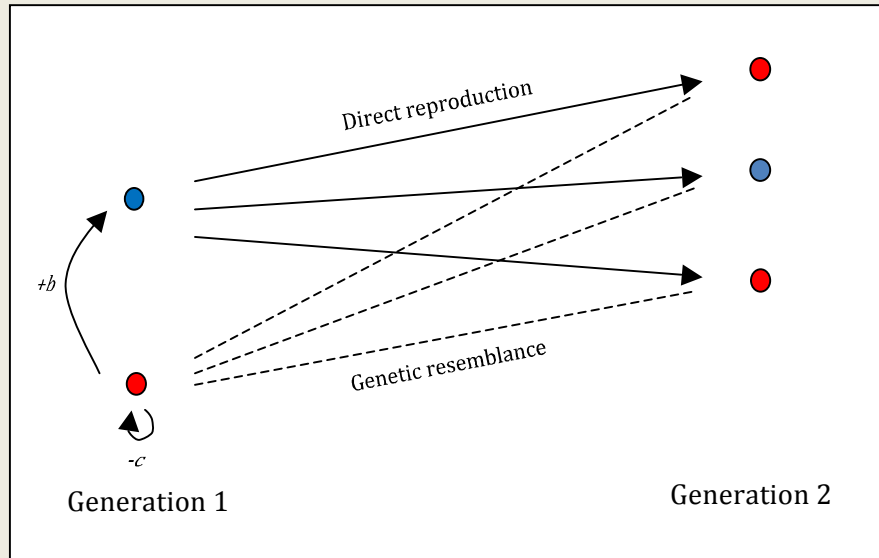 Direct reproduction
+b
Genetic resemblance
-c
Generation 1
Generation 2